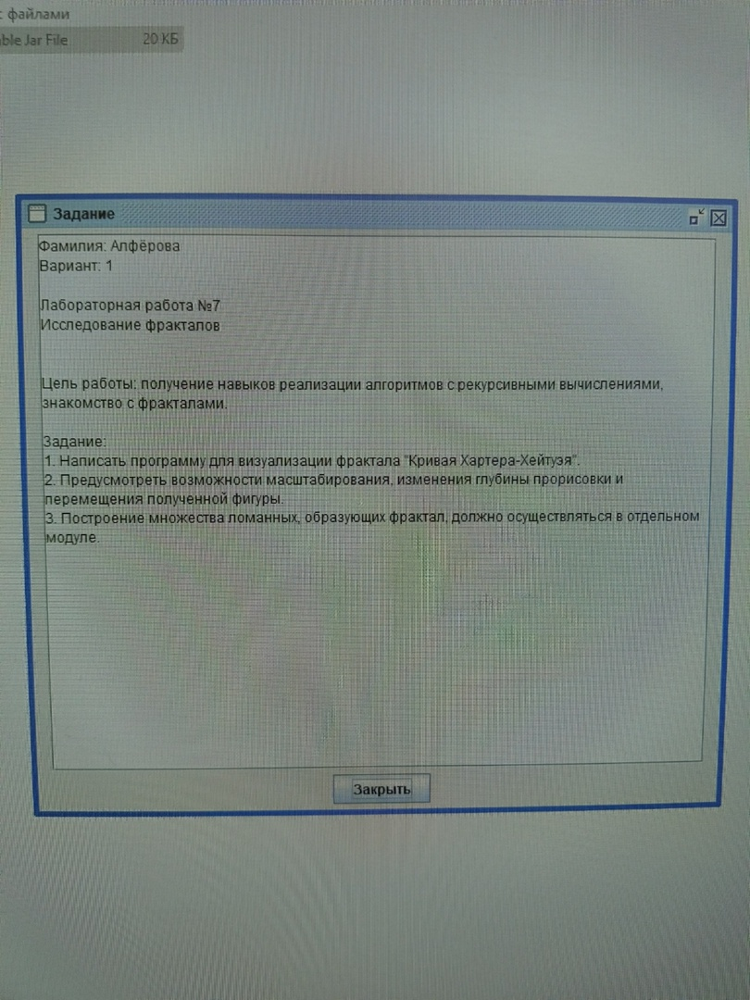 с файлами
ble Jar File 20 КБ
Задание
Фамилия: Алфёрова
Вариант: 1
Лабораторная работа №7
Исследование фракталов
Цель работы: получение навыков реализации алгоритмов с рекурсивными вычислениями,
знакомство с фракталами.
Задание:
1. Написать программу для визуализации фрактала "Кривая Хартера-Хейтуэя".
2. Предусмотреть возможности масштабирования, изменения глубины прорисовки и
перемещения полученной фигуры.
3. Построение множества ломанных, образующих фрактал, должно осуществляться в отдельном
модуле.
Закрыть